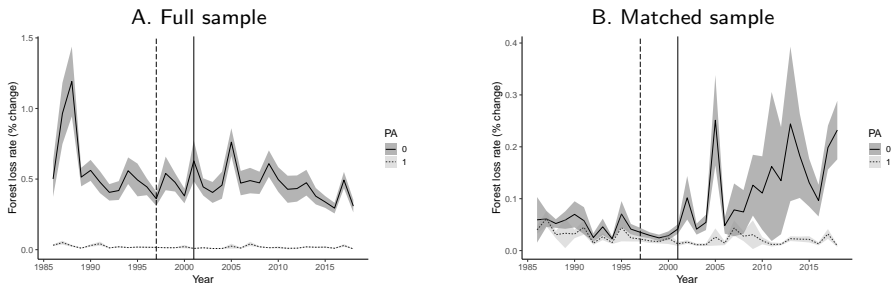 A. Full sample
1.5
1.0
0.5
0.0
Forest loss rate (% change)
1985 1990 1995 2000 2005 2010 2015
Year
PA
0
1
B. Matched sample
0.4
0.3
0.2
0.1
0.0
Forest loss rate (% change)
1985 1990 1995 2000 2005 2010 2015
Year
PA
0
1